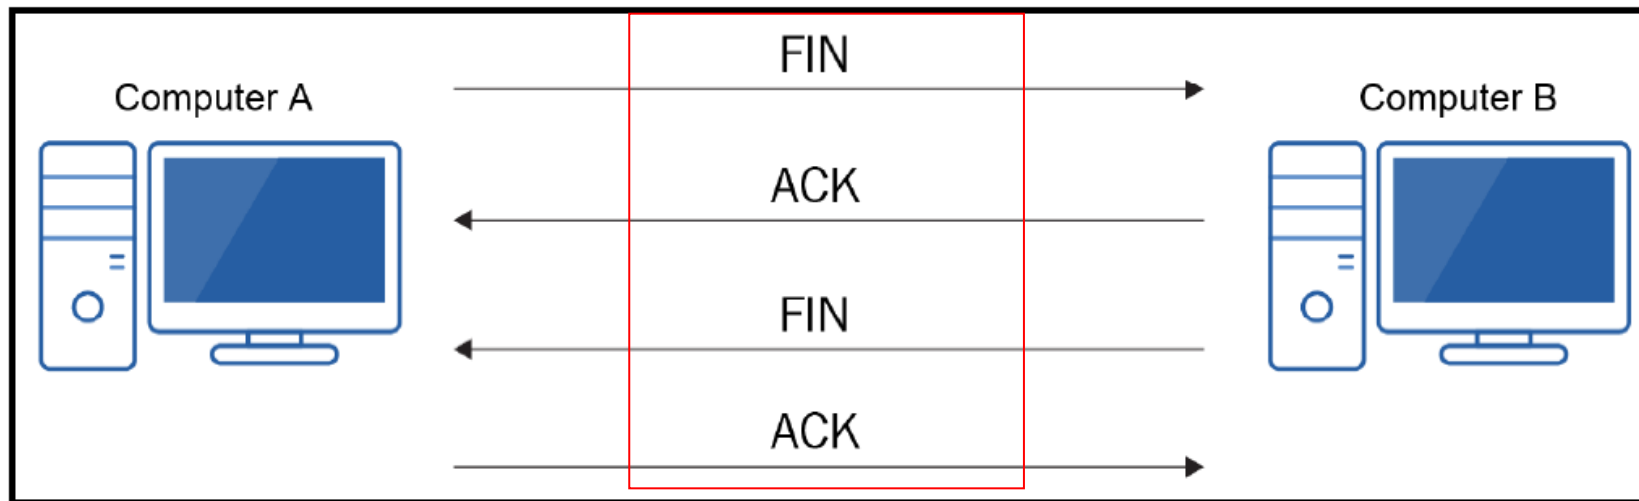 FIN
Computer A
Computer B
ACK
FIN
ACK